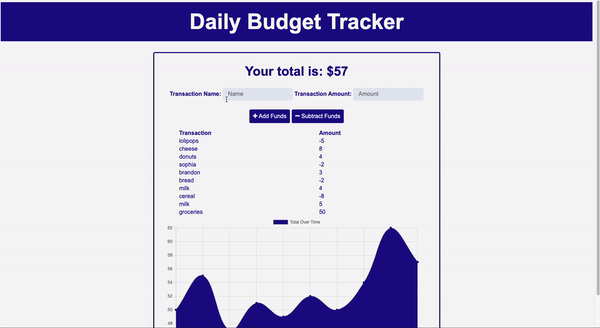 Daily Budget Tracker
Your total is: $57
Transaction Name: Name Transaction Amount: Amount
+ Add Funds − Subtract Funds
Transaction Amount
lolipops -5
cheese 8
donuts 4
sophia -2
brandon 3
bread -2
milk 4
cereal -8
milk 5
groceries 50
Total Over Time
62
60
58
56
54
52
50
48